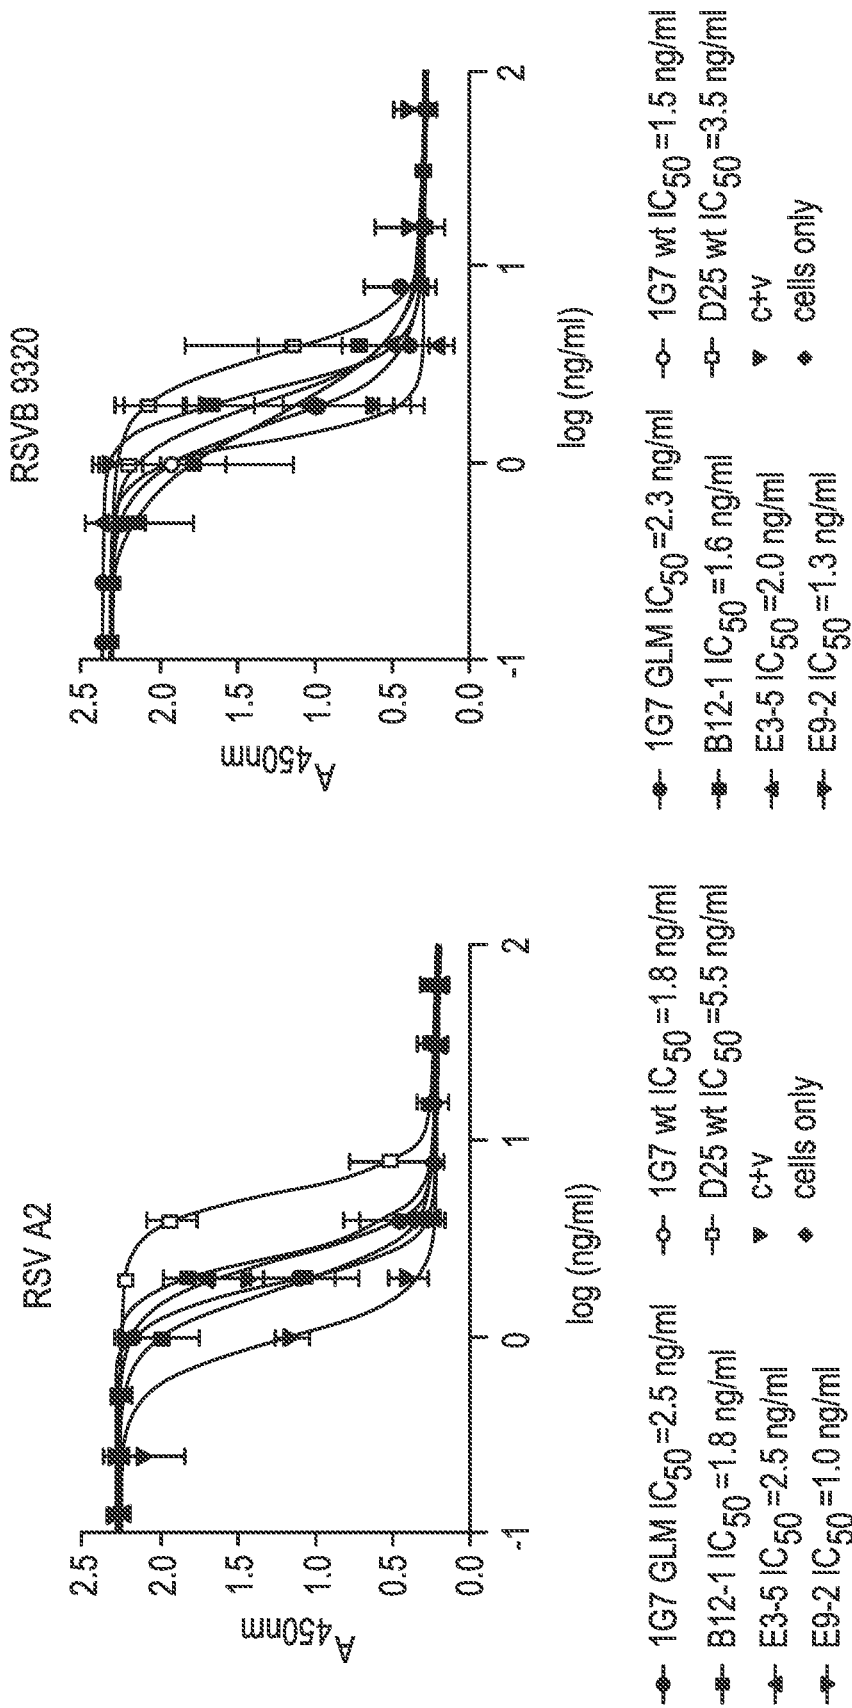 RSV A2
A450nm
2.5
2.0
1.5
1.0
0.5
0.0
-1
0
1
2
log (ng/ml)
1G7 GLM IC50=2.5 ng/ml
B12-1 IC50=1.8 ng/ml
E3-5 IC50=2.5 ng/ml
E9-2 IC50=1.0 ng/ml
1G7 wt IC50=1.8 ng/ml
D25 wt IC50=5.5 ng/ml
c+v
cells only
RSVB 9320
A450nm
2.5
2.0
1.5
1.0
0.5
0.0
-1
0
1
2
log (ng/ml)
1G7 GLM IC50=2.3 ng/ml
B12-1 IC50=1.6 ng/ml
E3-5 IC50=2.0 ng/ml
E9-2 IC50=1.3 ng/ml
1G7 wt IC50=1.5 ng/ml
D25 wt IC50=3.5 ng/ml
c+v
cells only